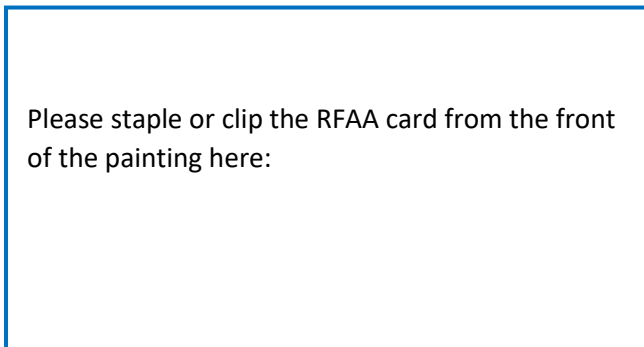 Please staple or clip the RFAA card from the front
of the painting here: